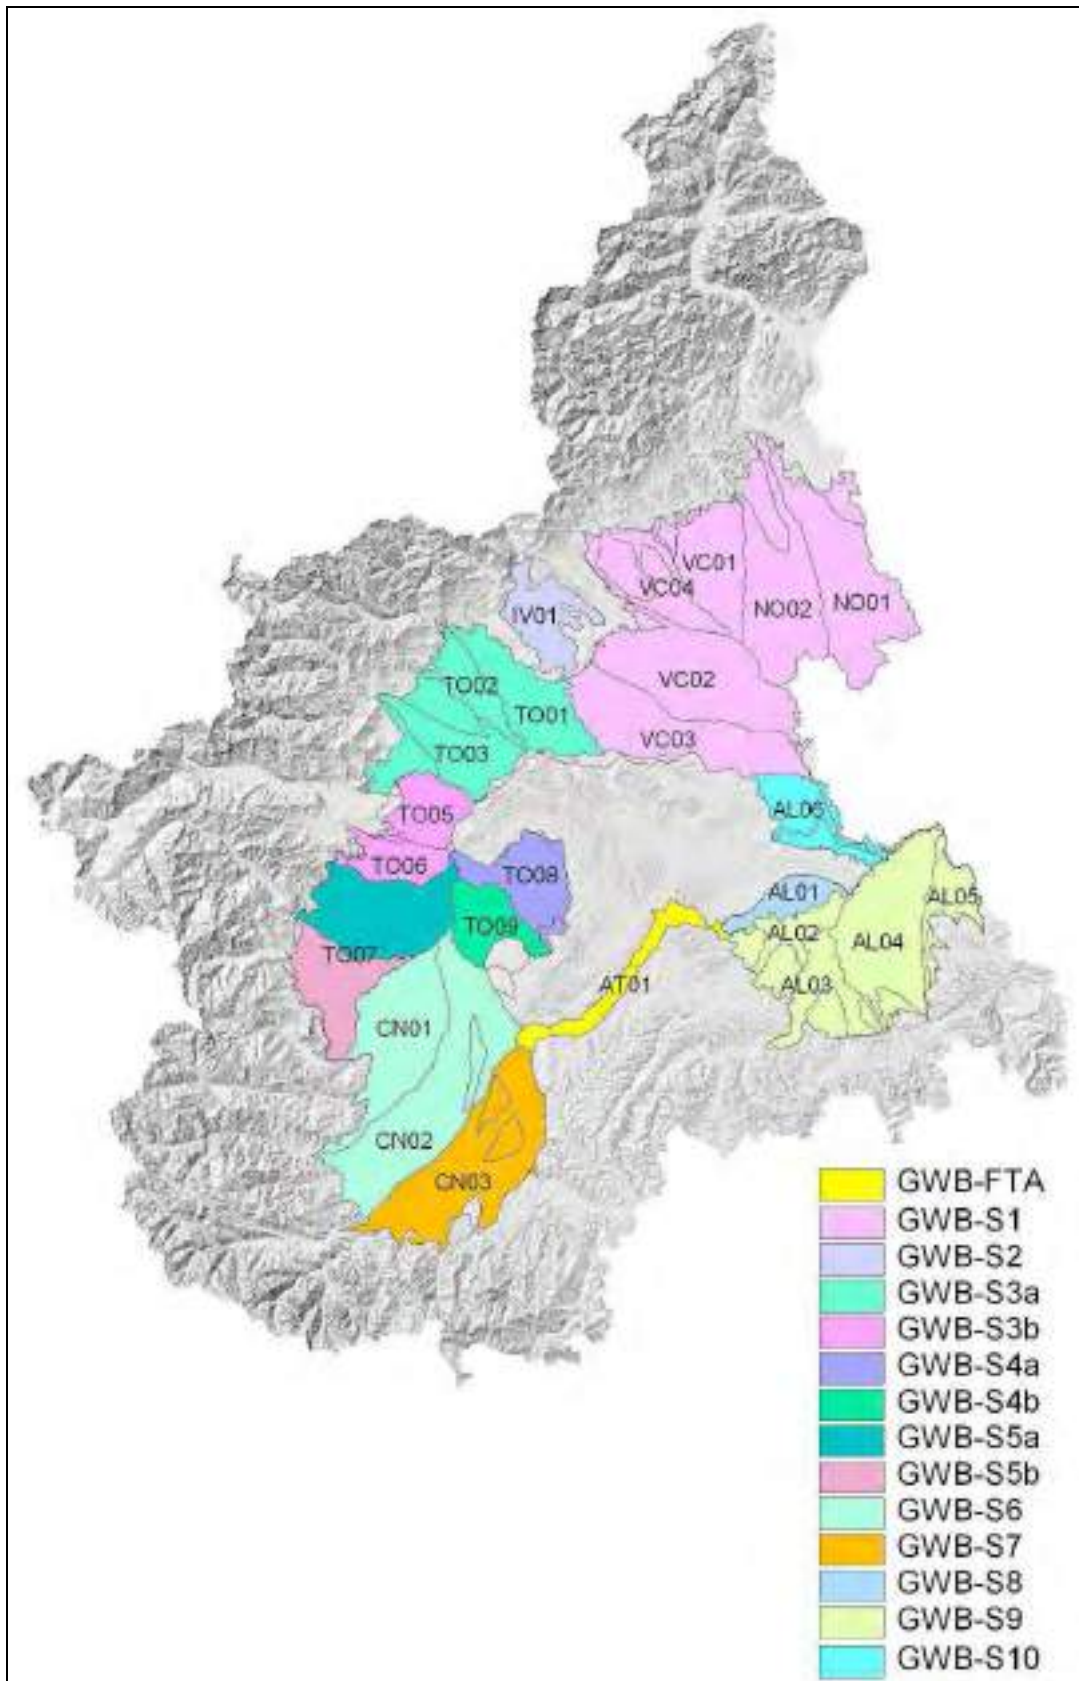 VC01
VC04
IV01
NO02
NO01
TO02
VC02
TO01
VC03
TO03
TO05
AL06
TO06
TO08
AL01
AL05
TO09
AL02
AL04
TO07
AL03
AT01
CN01
CN02
CN03
GWB-FTA
GWB-S1
GWB-S2
GWB-S3a
GWB-S3b
GWB-S4a
GWB-S4b
GWB-S5a
GWB-S5b
GWB-S6
GWB-S7
GWB-S8
GWB-S9
GWB-S10